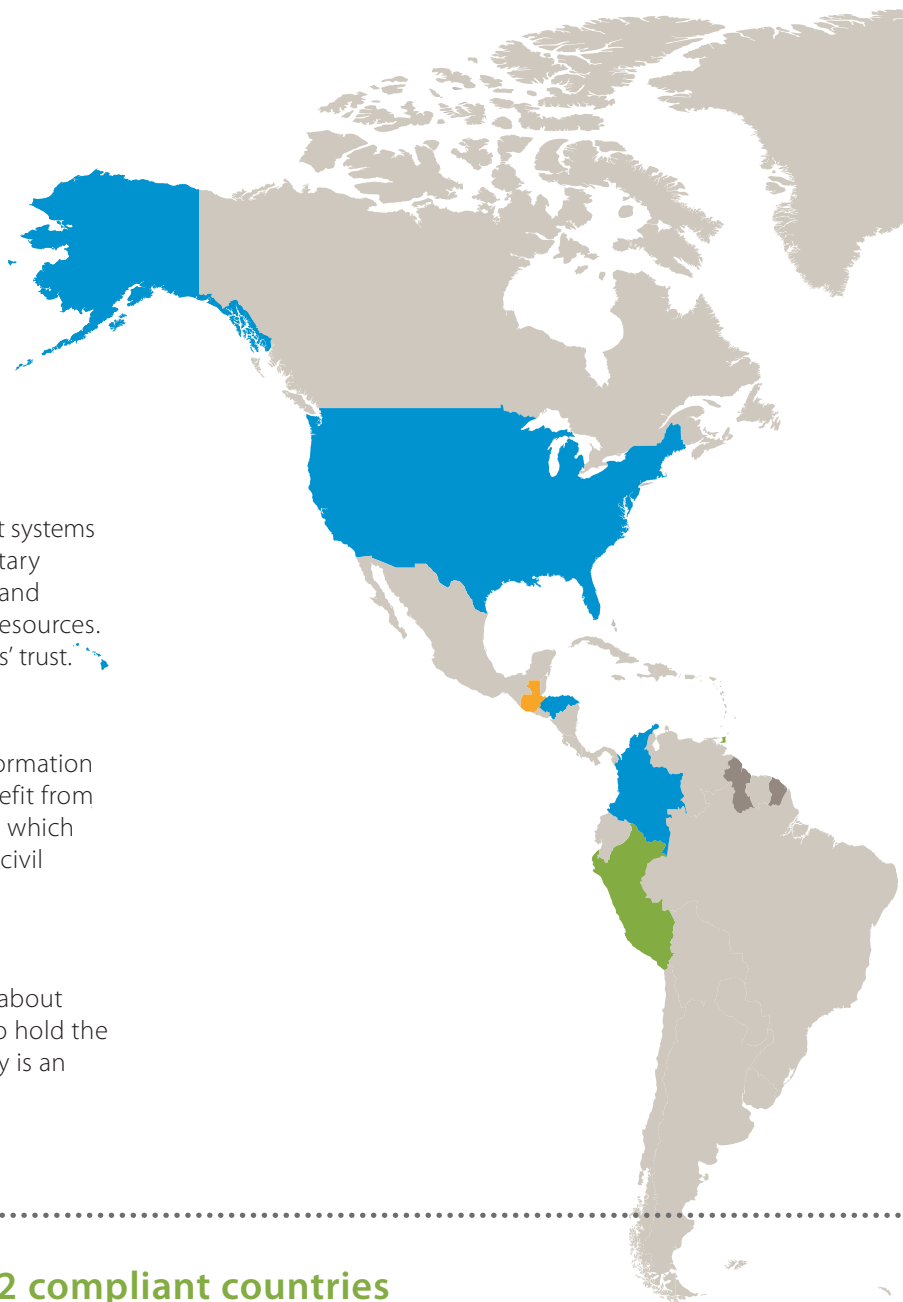 t systems
tary
and
esources.
s’ trust.
ormation
efit from
which
civil
about
o hold the
y is an
2 compliant countries